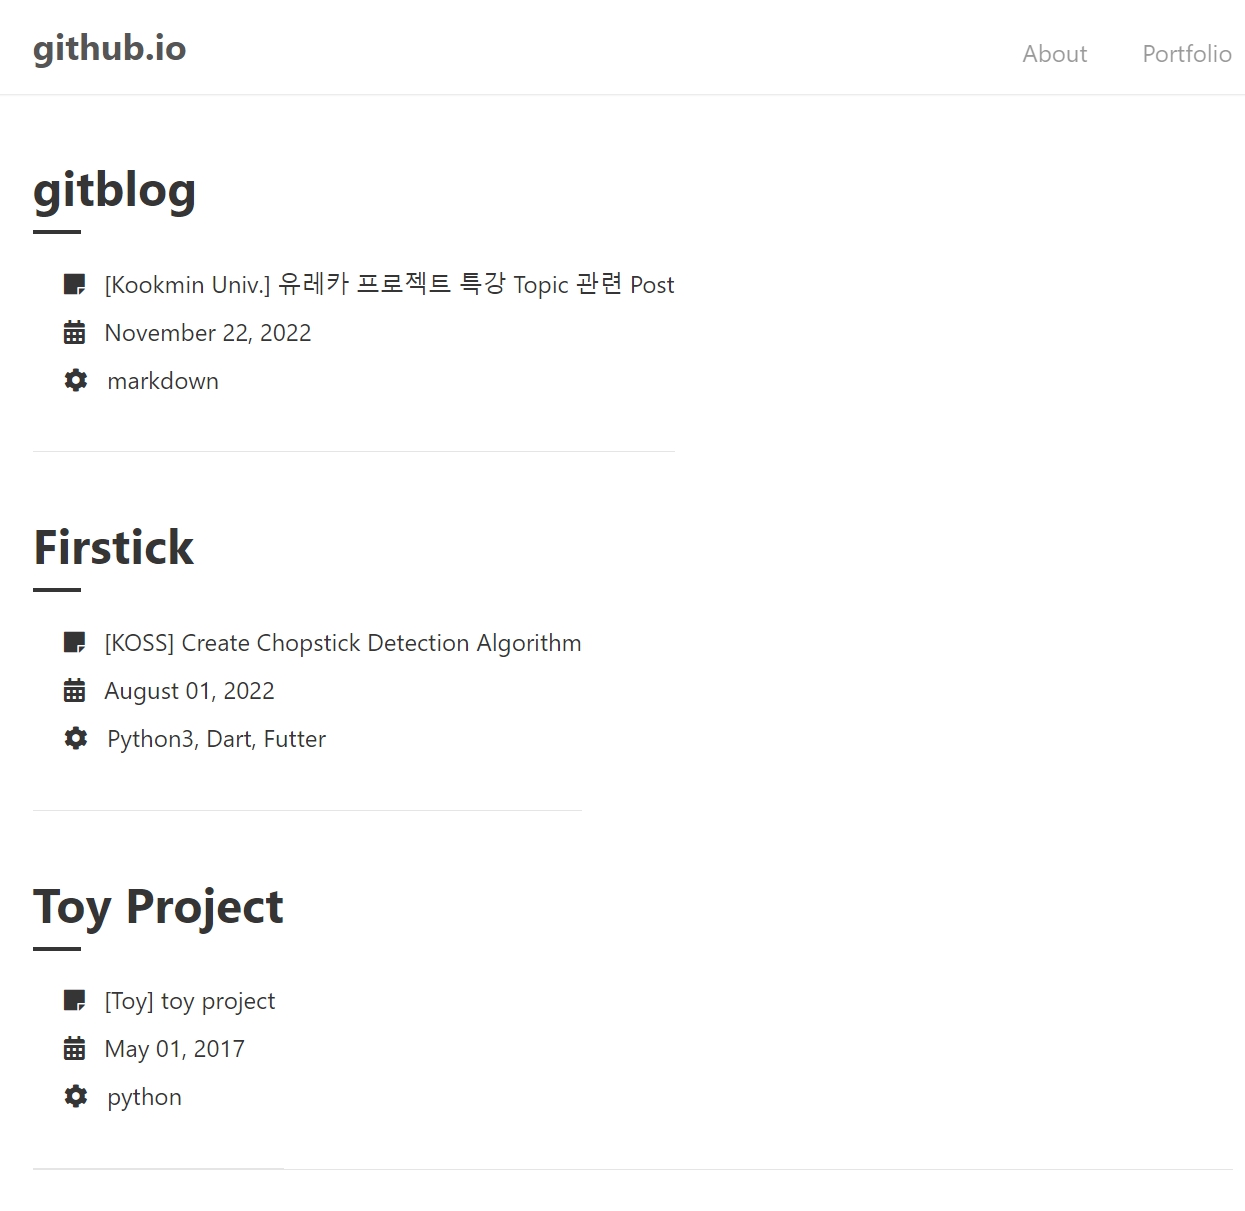 github.io
About Portfolio
gitblog
[Kookmin Univ.] 유레카 프로젝트 특강 Topic 관련 Post
November 22, 2022
markdown
Firstick
[KOSS] Create Chopstick Detection Algorithm
August 01, 2022
Python3, Dart, Futter
Toy Project
[Toy] toy project
May 01, 2017
python